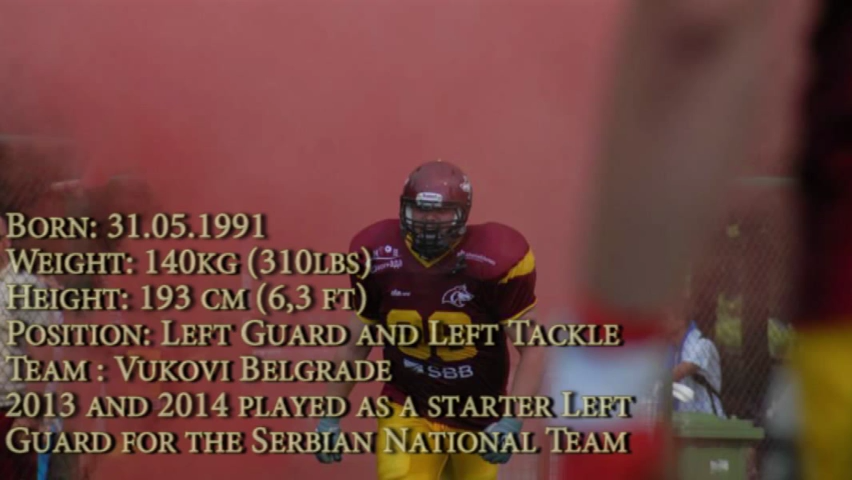 Born: 31.05.1991
Weight: 140kg (310lbs)
Height: 193 cm (6,3 ft)
Position: Left Guard and Left Tackle
Team : Vukovi Belgrade
2013 and 2014 played as a starter Left
Guard for the Serbian National Team
SBB